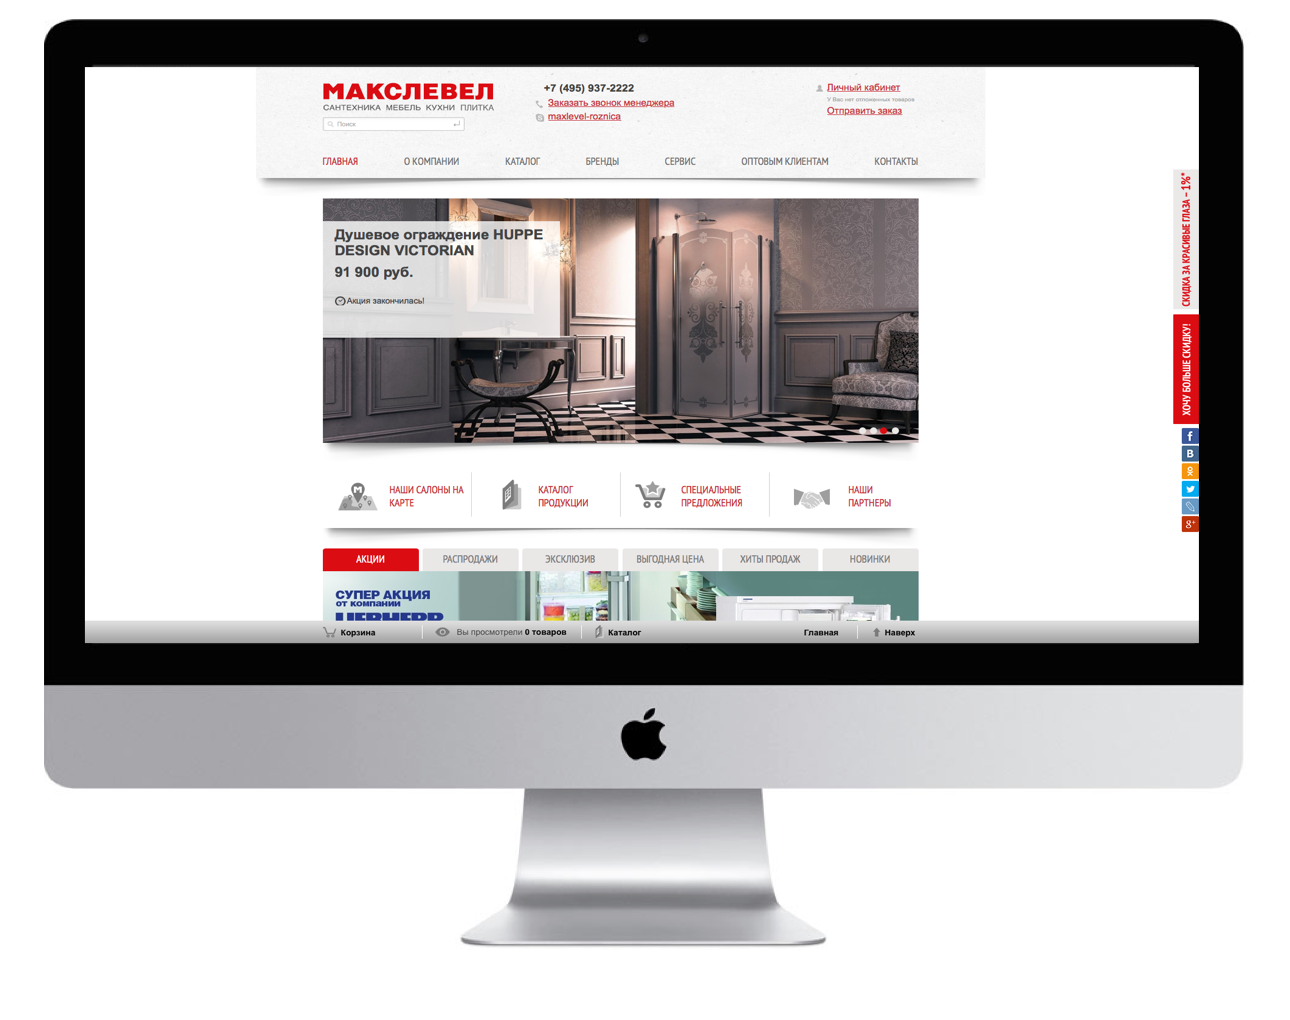 МАКСЛЕВЕЛ
САНТЕХНИКА МЕБЕЛЬ КУХНИ ПЛИТКА
Поиск
+7 (495) 937-2222
Заказать звонок менеджера
maxlevel-roznica
Личный кабинет
У Вас нет отложенных товаров
Отправить заказ
ГЛАВНАЯ О КОМПАНИИ КАТАЛОГ БРЕНДЫ СЕРВИС ОПТОВЫМ КЛИЕНТАМ КОНТАКТЫ
Душевое ограждение HUPPE
DESIGN VICTORIAN
91 900 руб.
Акция закончилась!
СКИДКА ЗА КРАСИВЫЕ ГЛАЗА – 1%*
ХОЧУ БОЛЬШЕ СКИДКУ!
НАШИ САЛОНЫ НА
КАРТЕ
КАТАЛОГ
ПРОДУКЦИИ
СПЕЦИАЛЬНЫЕ
ПРЕДЛОЖЕНИЯ
НАШИ
ПАРТНЕРЫ
АКЦИИ РАСПРОДАЖИ ЭКСКЛЮЗИВ ВЫГОДНАЯ ЦЕНА ХИТЫ ПРОДАЖ НОВИНКИ
СУПЕР АКЦИЯ
от компании
LIEBHERR
Корзина Вы просмотрели 0 товаров Каталог Главная Наверх